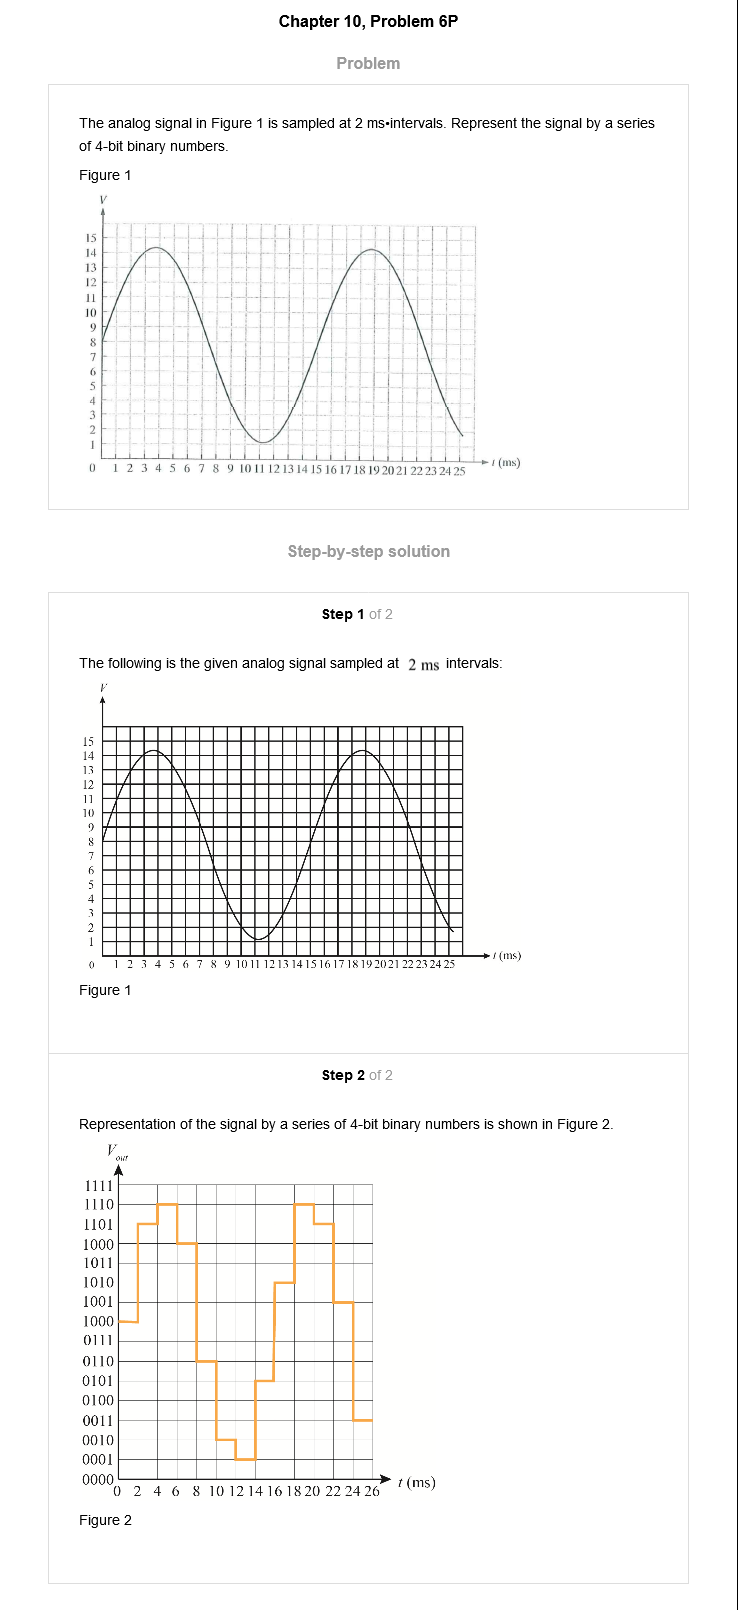 Chapter 10, Problem 6P
Problem
The analog signal in Figure 1 is sampled at 2 ms•intervals. Represent the signal by a series
of 4-bit binary numbers.
Figure 1
V
15
14
13
12
11
10
9
8
7
6
5
4
3
2
1
0 1 2 3 4 5 6 7 8 9 10 11 12 13 14 15 16 17 18 19 20 21 22 23 24 25 t (ms)
Step-by-step solution
Step 1 of 2
The following is the given analog signal sampled at 2 ms intervals:
V
15
14
13
12
11
10
9
8
7
6
5
4
3
2
1
0 1 2 3 4 5 6 7 8 9 10 11 12 13 14 15 16 17 18 19 20 21 22 23 24 25 t (ms)
Figure 1
Step 2 of 2
Representation of the signal by a series of 4-bit binary numbers is shown in Figure 2.
Vout
1111
1110
1101
1000
1011
1010
1001
1000
0111
0110
0101
0100
0011
0010
0001
0000
0 2 4 6 8 10 12 14 16 18 20 22 24 26 t (ms)
Figure 2